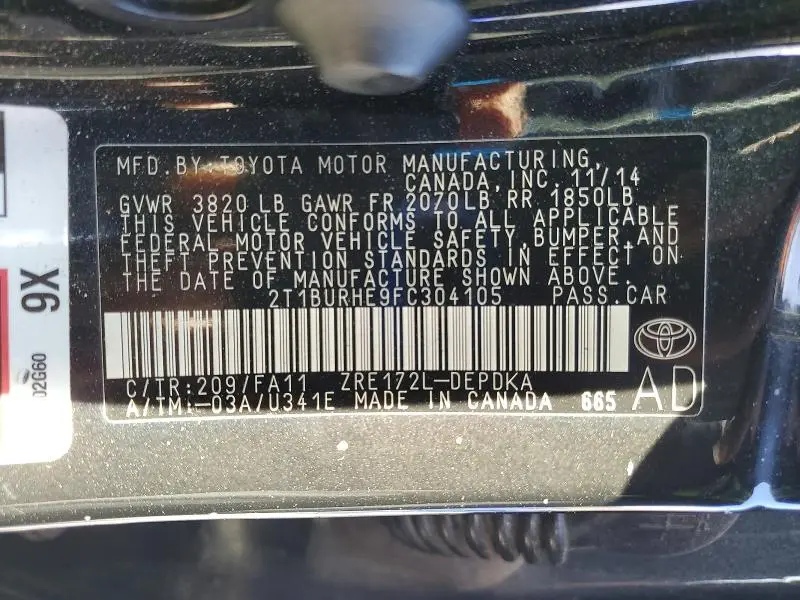 MFD.BY:TOYOTA MOTOR MANUFACTURING,
CANADA,INC. 11/14
GVWR 3820 LB GAWR FR 2070LB RR 1850LB
THIS VEHICLE CONFORMS TO ALL APPLICABLE
FEDERAL MOTOR VEHICLE SAFETY,BUMPER,AND
THEFT PREVENTION STANDARDS IN EFFECT ON
THE DATE OF MANUFACTURE SHOWN ABOVE.
2T1BURHE9FC304105 PASS.CAR
C/TR:209/FA11 ZRE172L-DEPDKA
A/TM:-03A/U341E MADE IN CANADA 665
AD
9X
02G60